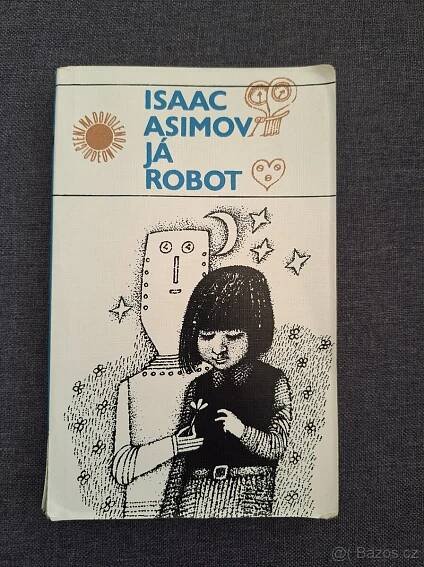 ISAAC
ASIMOV
JÁ
ROBOT
ČTENÍ NA DOVOLENOU
ODEON
@( Bazos.cz